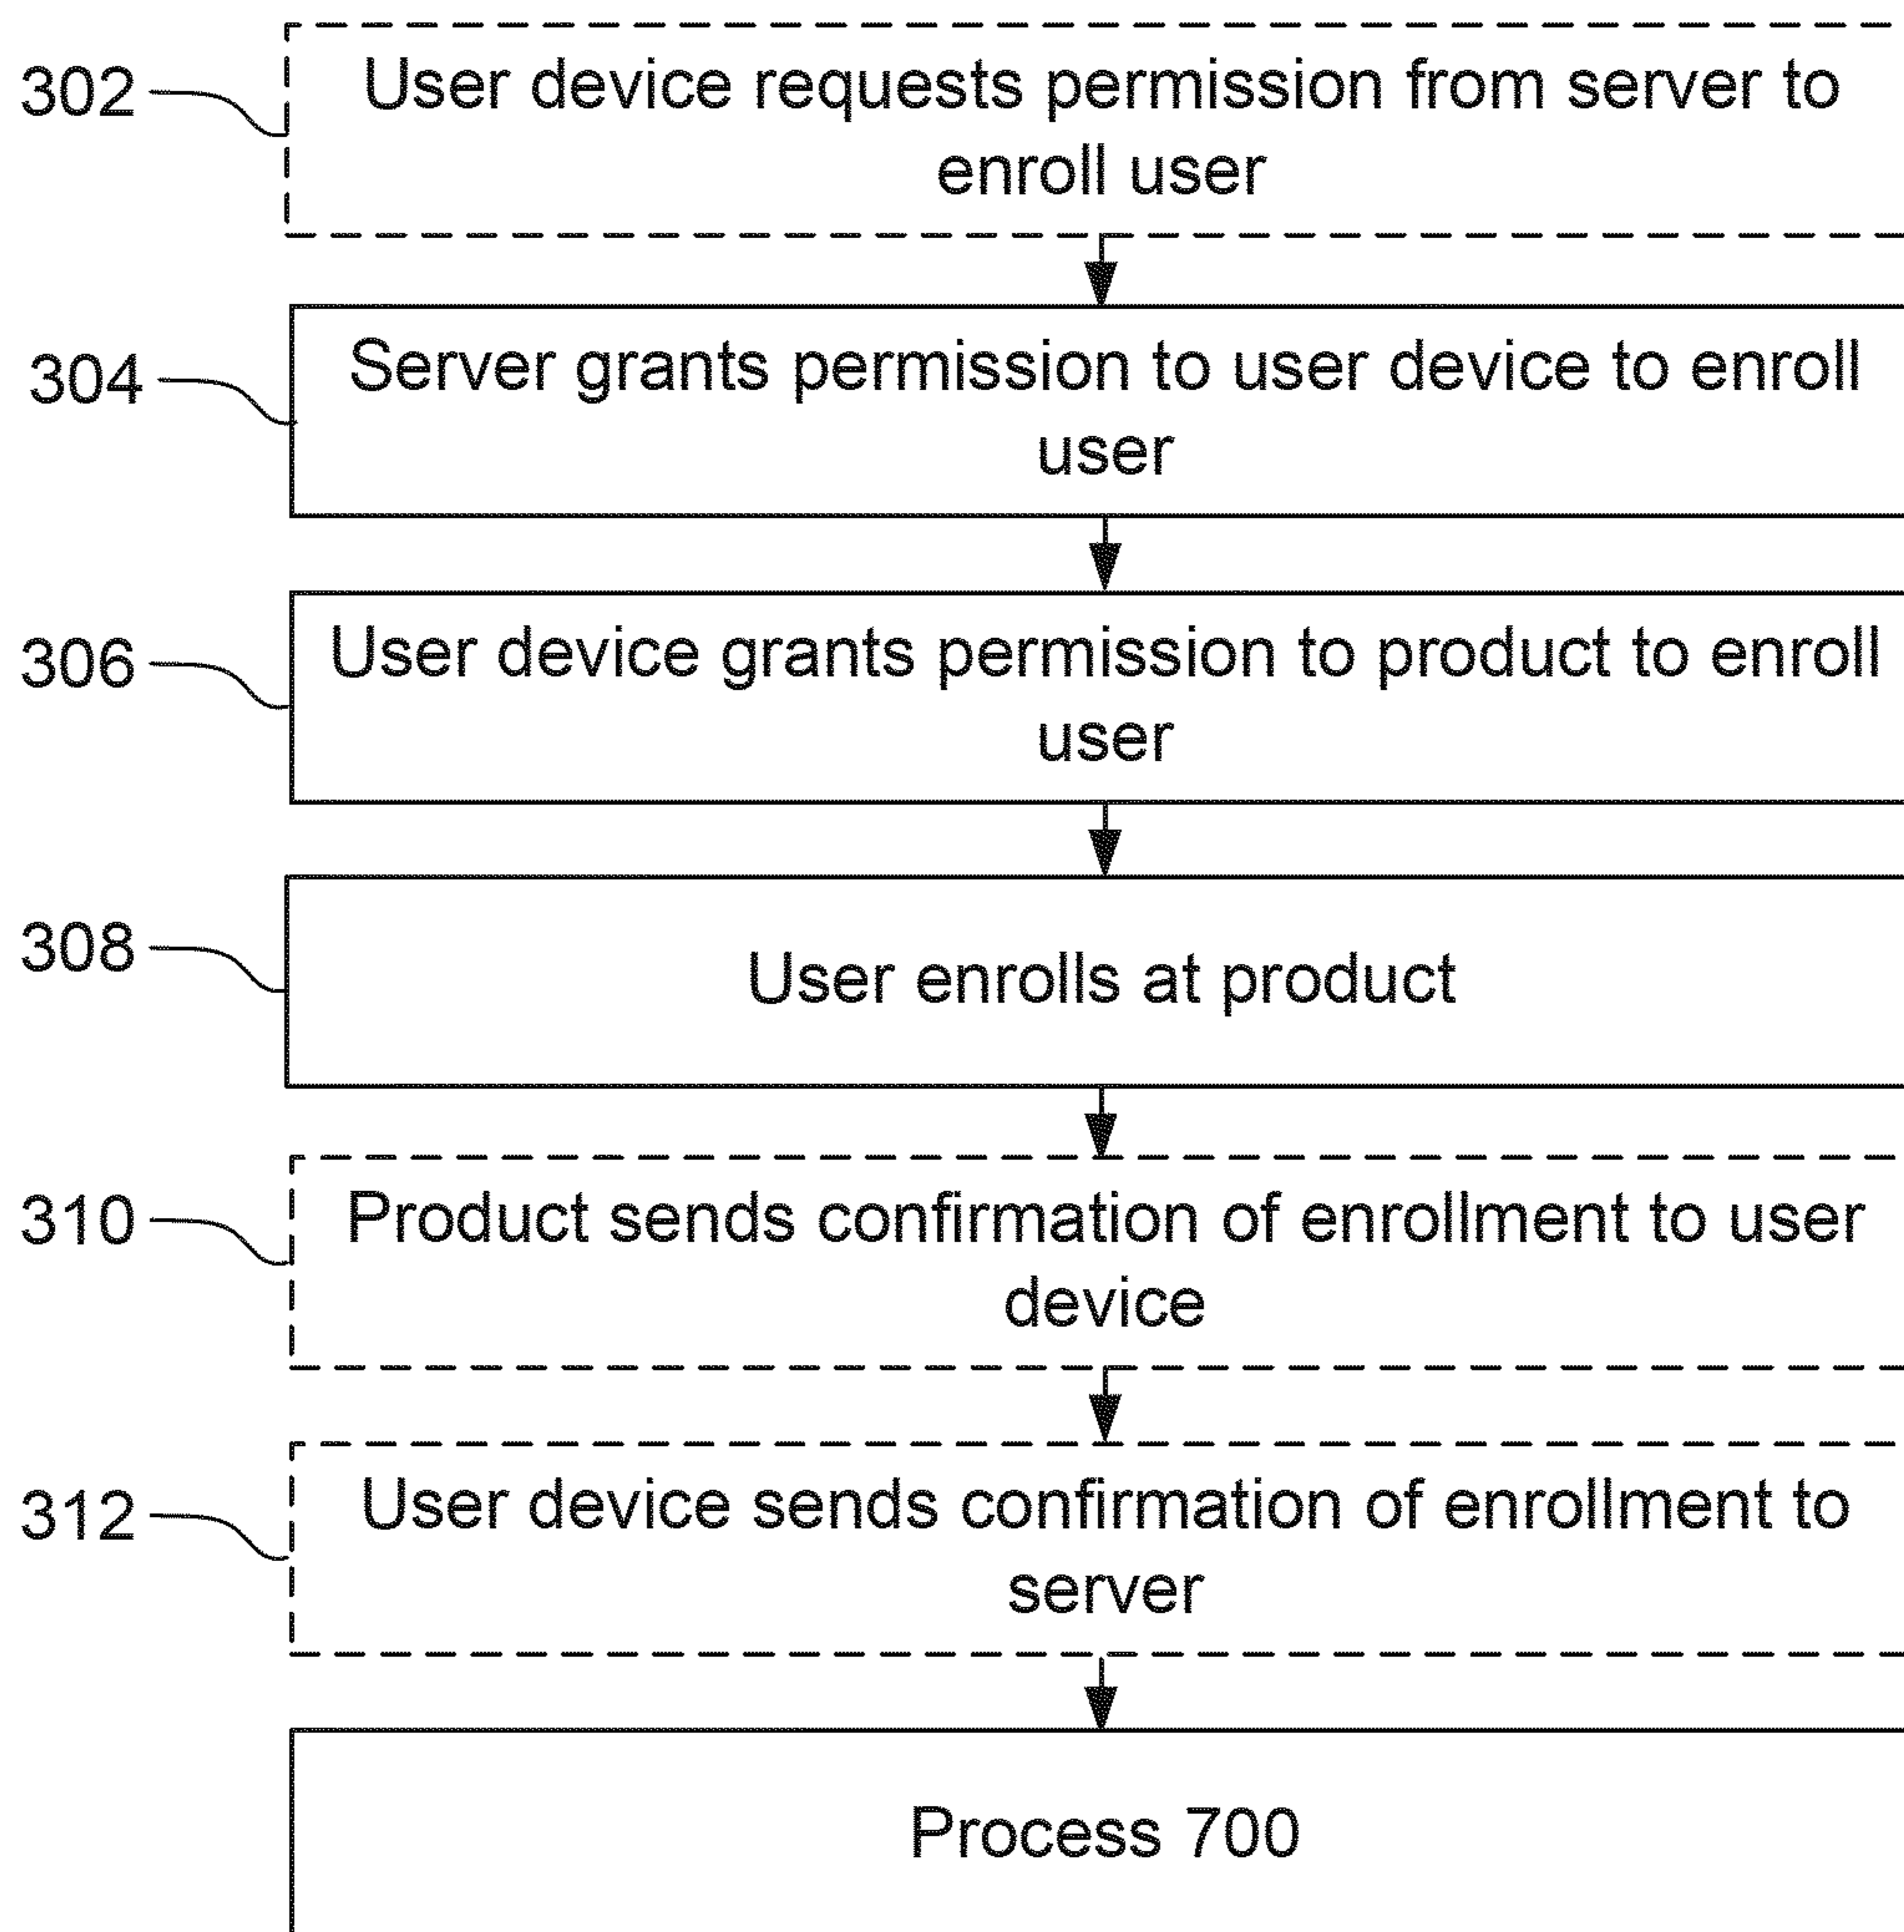 302
User device requests permission from server to
enroll user
304
Server grants permission to user device to enroll
user
306
User device grants permission to product to enroll
user
308
User enrolls at product
310
Product sends confirmation of enrollment to user
device
312
User device sends confirmation of enrollment to
server
Process 700